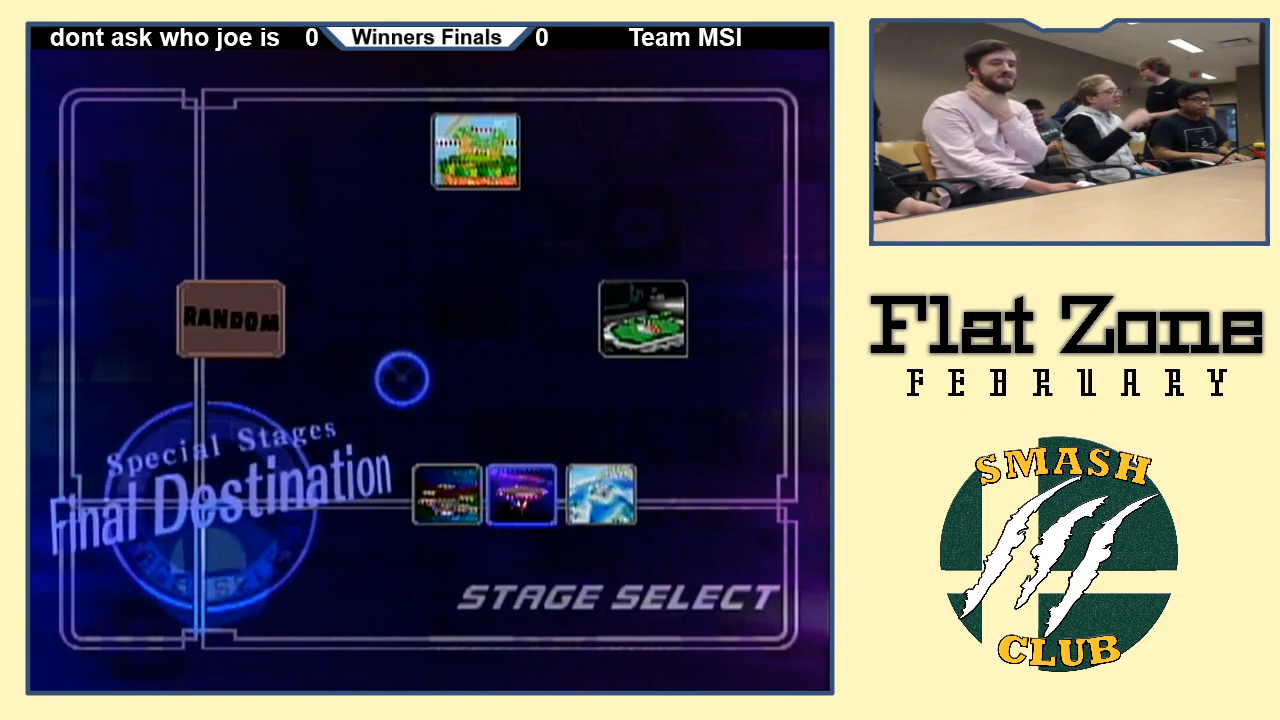 dont ask who joe is 0 Winners Finals 0 Team MSI
RANDOM
Special Stages
Final Destination
STAGE SELECT
Flat Zone
FEBRUARY
SMASH
CLUB